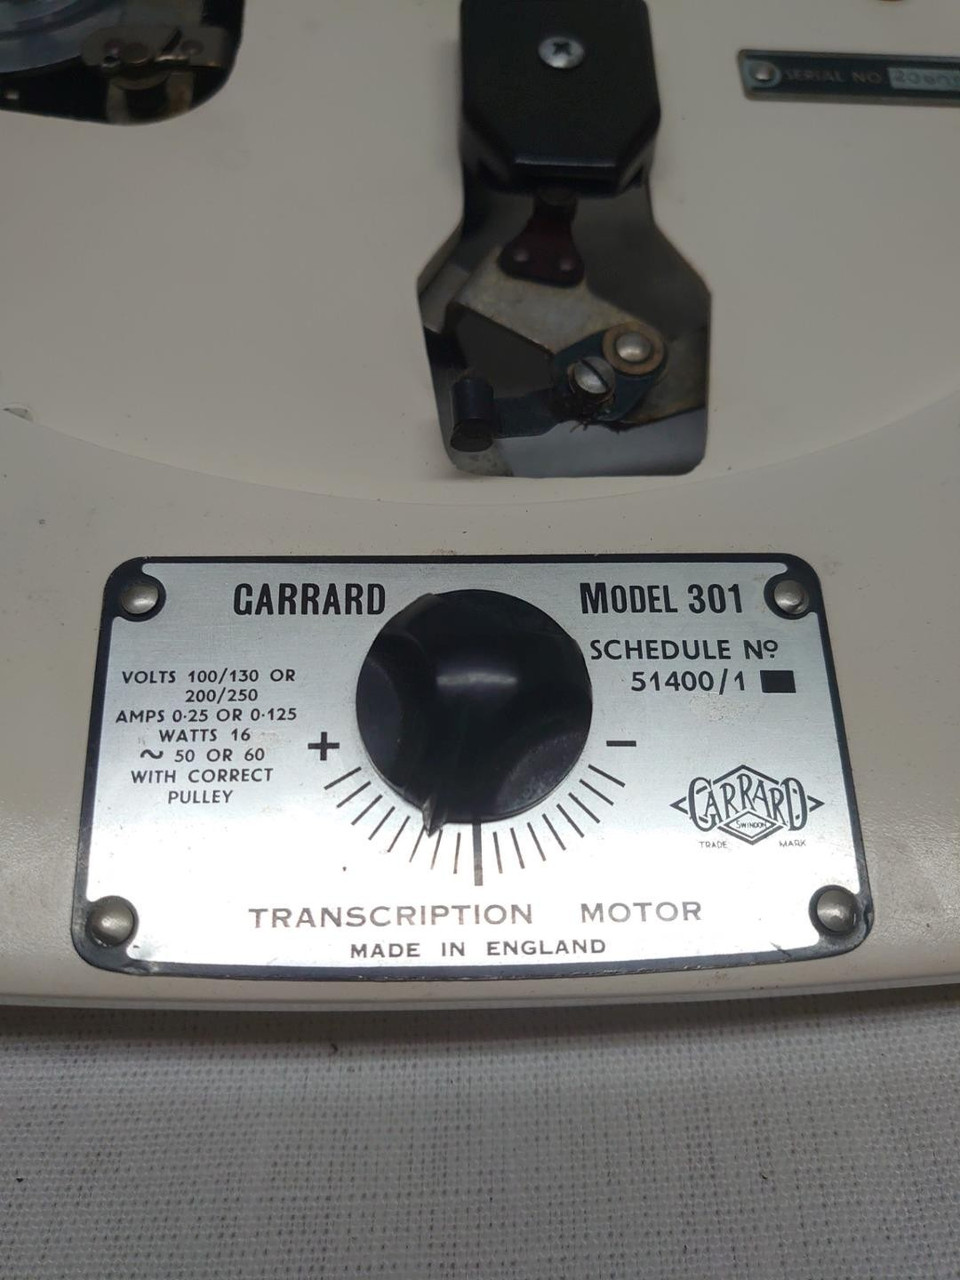 SERIAL NO
GARRARD
MODEL 301
SCHEDULE Nº
51400/1
VOLTS 100/130 OR
200/250
AMPS 0·25 OR 0·125
WATTS 16
~ 50 OR 60
WITH CORRECT
PULLEY
+
−
GARRARD
SWINDON
TRADE MARK
TRANSCRIPTION MOTOR
MADE IN ENGLAND